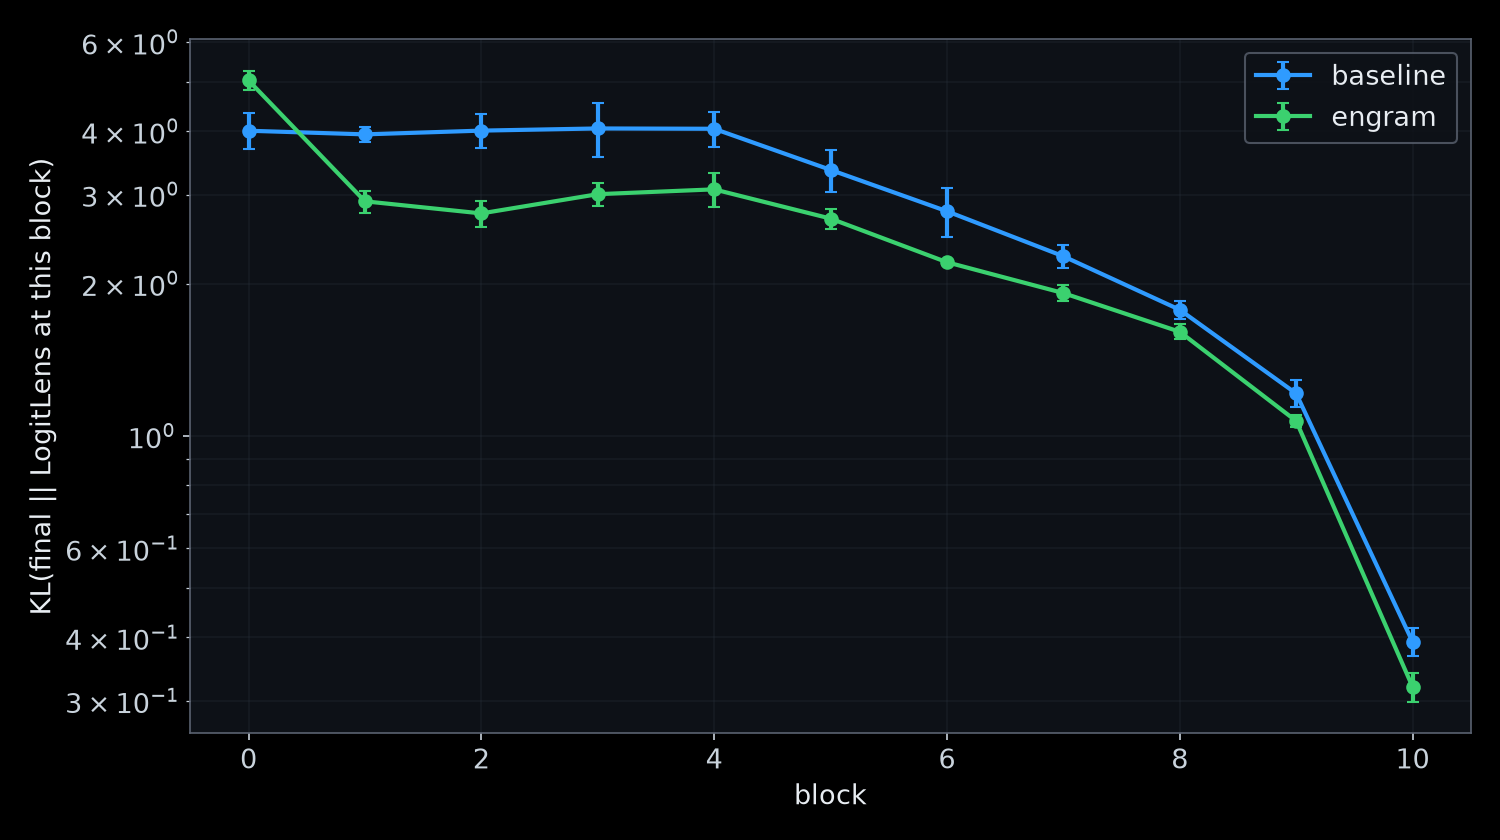 6 × 10⁰
4 × 10⁰
3 × 10⁰
2 × 10⁰
10⁰
6 × 10⁻¹
4 × 10⁻¹
3 × 10⁻¹
KL(final || LogitLens at this block)
baseline
engram
0 2 4 6 8 10
block